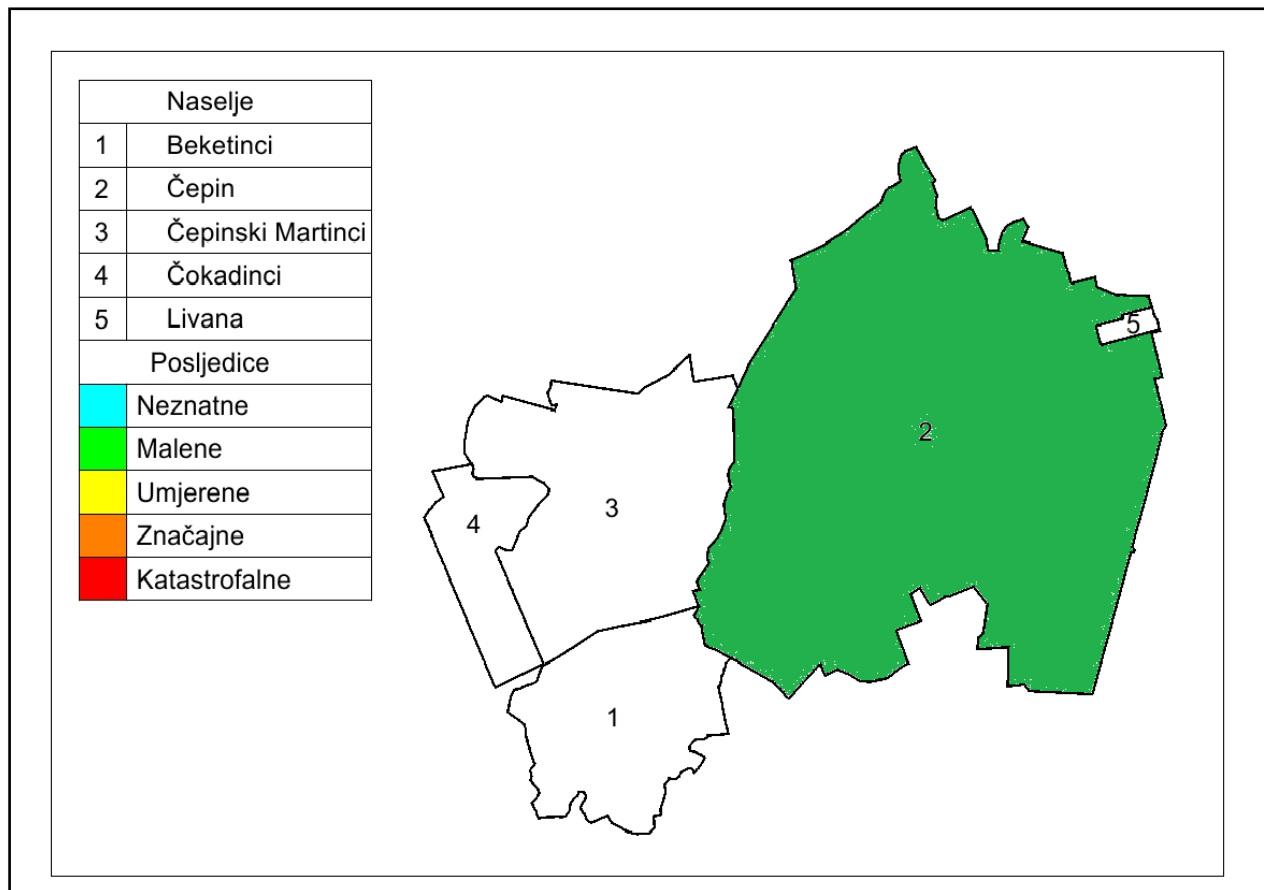 Naselje
1 Beketinci
2 Čepin
3 Čepinski Martinci
4 Čokadinci
5 Livana
Posljedice
Neznatne
Malene
Umjerene
Značajne
Katastrofalne
5
2
3
4
1